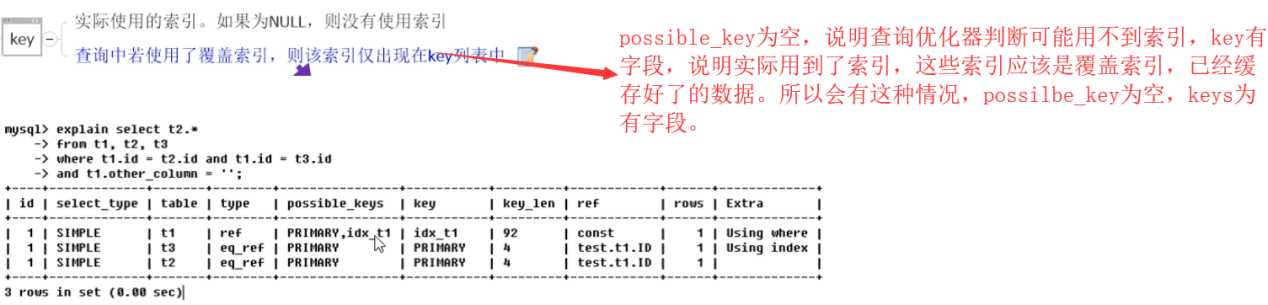 实际使用的索引。如果为NULL，则没有使用索引
key
查询中若使用了覆盖索引，则该索引仅出现在key列表中
possible_key为空，说明查询优化器判断可能用不到索引，key有
字段，说明实际用到了索引，这些索引应该是覆盖索引，已经缓
存好了的数据。所以会有这种情况，possilbe_key为空，keys为
有字段。
mysql> explain select t2.*
-> from t1, t2, t3
-> where t1.id = t2.id and t1.id = t3.id
-> and t1.other_column = '';
+----+-------------+-------+--------+----------------+---------+---------+------------+------+-------------+
| id | select_type | table | type | possible_keys | key | key_len | ref | rows | Extra |
+----+-------------+-------+--------+----------------+---------+---------+------------+------+-------------+
| 1 | SIMPLE | t1 | ref | PRIMARY,idx_t1 | idx_t1 | 92 | const | 1 | Using where |
| 1 | SIMPLE | t3 | eq_ref | PRIMARY | PRIMARY | 4 | test.t1.ID | 1 | Using index |
| 1 | SIMPLE | t2 | eq_ref | PRIMARY | PRIMARY | 4 | test.t1.ID | 1 | |
+----+-------------+-------+--------+----------------+---------+---------+------------+------+-------------+
3 rows in set (0.00 sec)